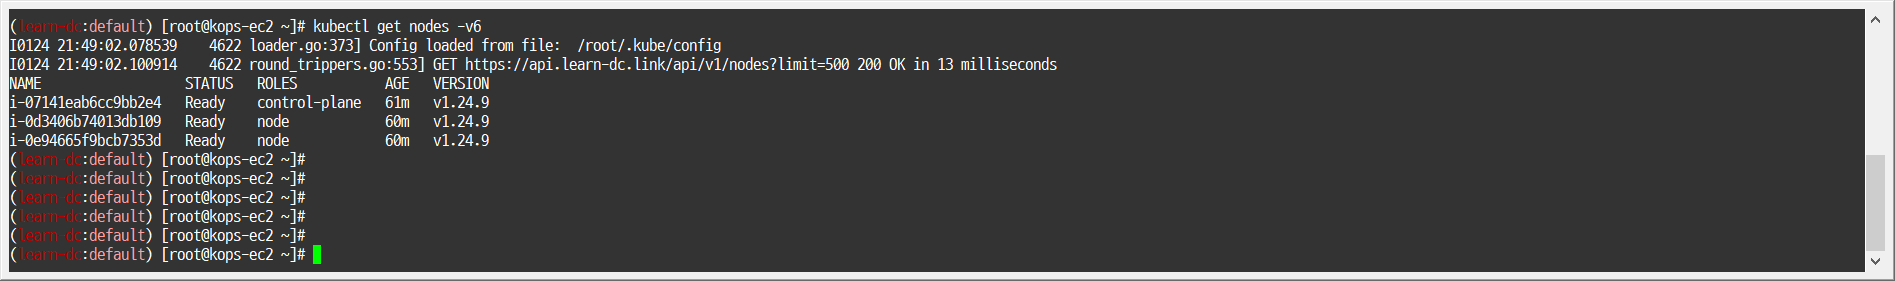 (learn-dc:default) [root@kops-ec2 ~]# kubectl get nodes -v6
I0124 21:49:02.078539    4622 loader.go:373] Config loaded from file:  /root/.kube/config
I0124 21:49:02.100914    4622 round_trippers.go:553] GET https://api.learn-dc.link/api/v1/nodes?limit=500 200 OK in 13 milliseconds
NAME                  STATUS   ROLES           AGE   VERSION
i-07141eab6cc9bb2e4   Ready    control-plane   61m   v1.24.9
i-0d3406b74013db109   Ready    node            60m   v1.24.9
i-0e94665f9bcb7353d   Ready    node            60m   v1.24.9
(learn-dc:default) [root@kops-ec2 ~]#
(learn-dc:default) [root@kops-ec2 ~]#
(learn-dc:default) [root@kops-ec2 ~]#
(learn-dc:default) [root@kops-ec2 ~]#
(learn-dc:default) [root@kops-ec2 ~]#
(learn-dc:default) [root@kops-ec2 ~]#